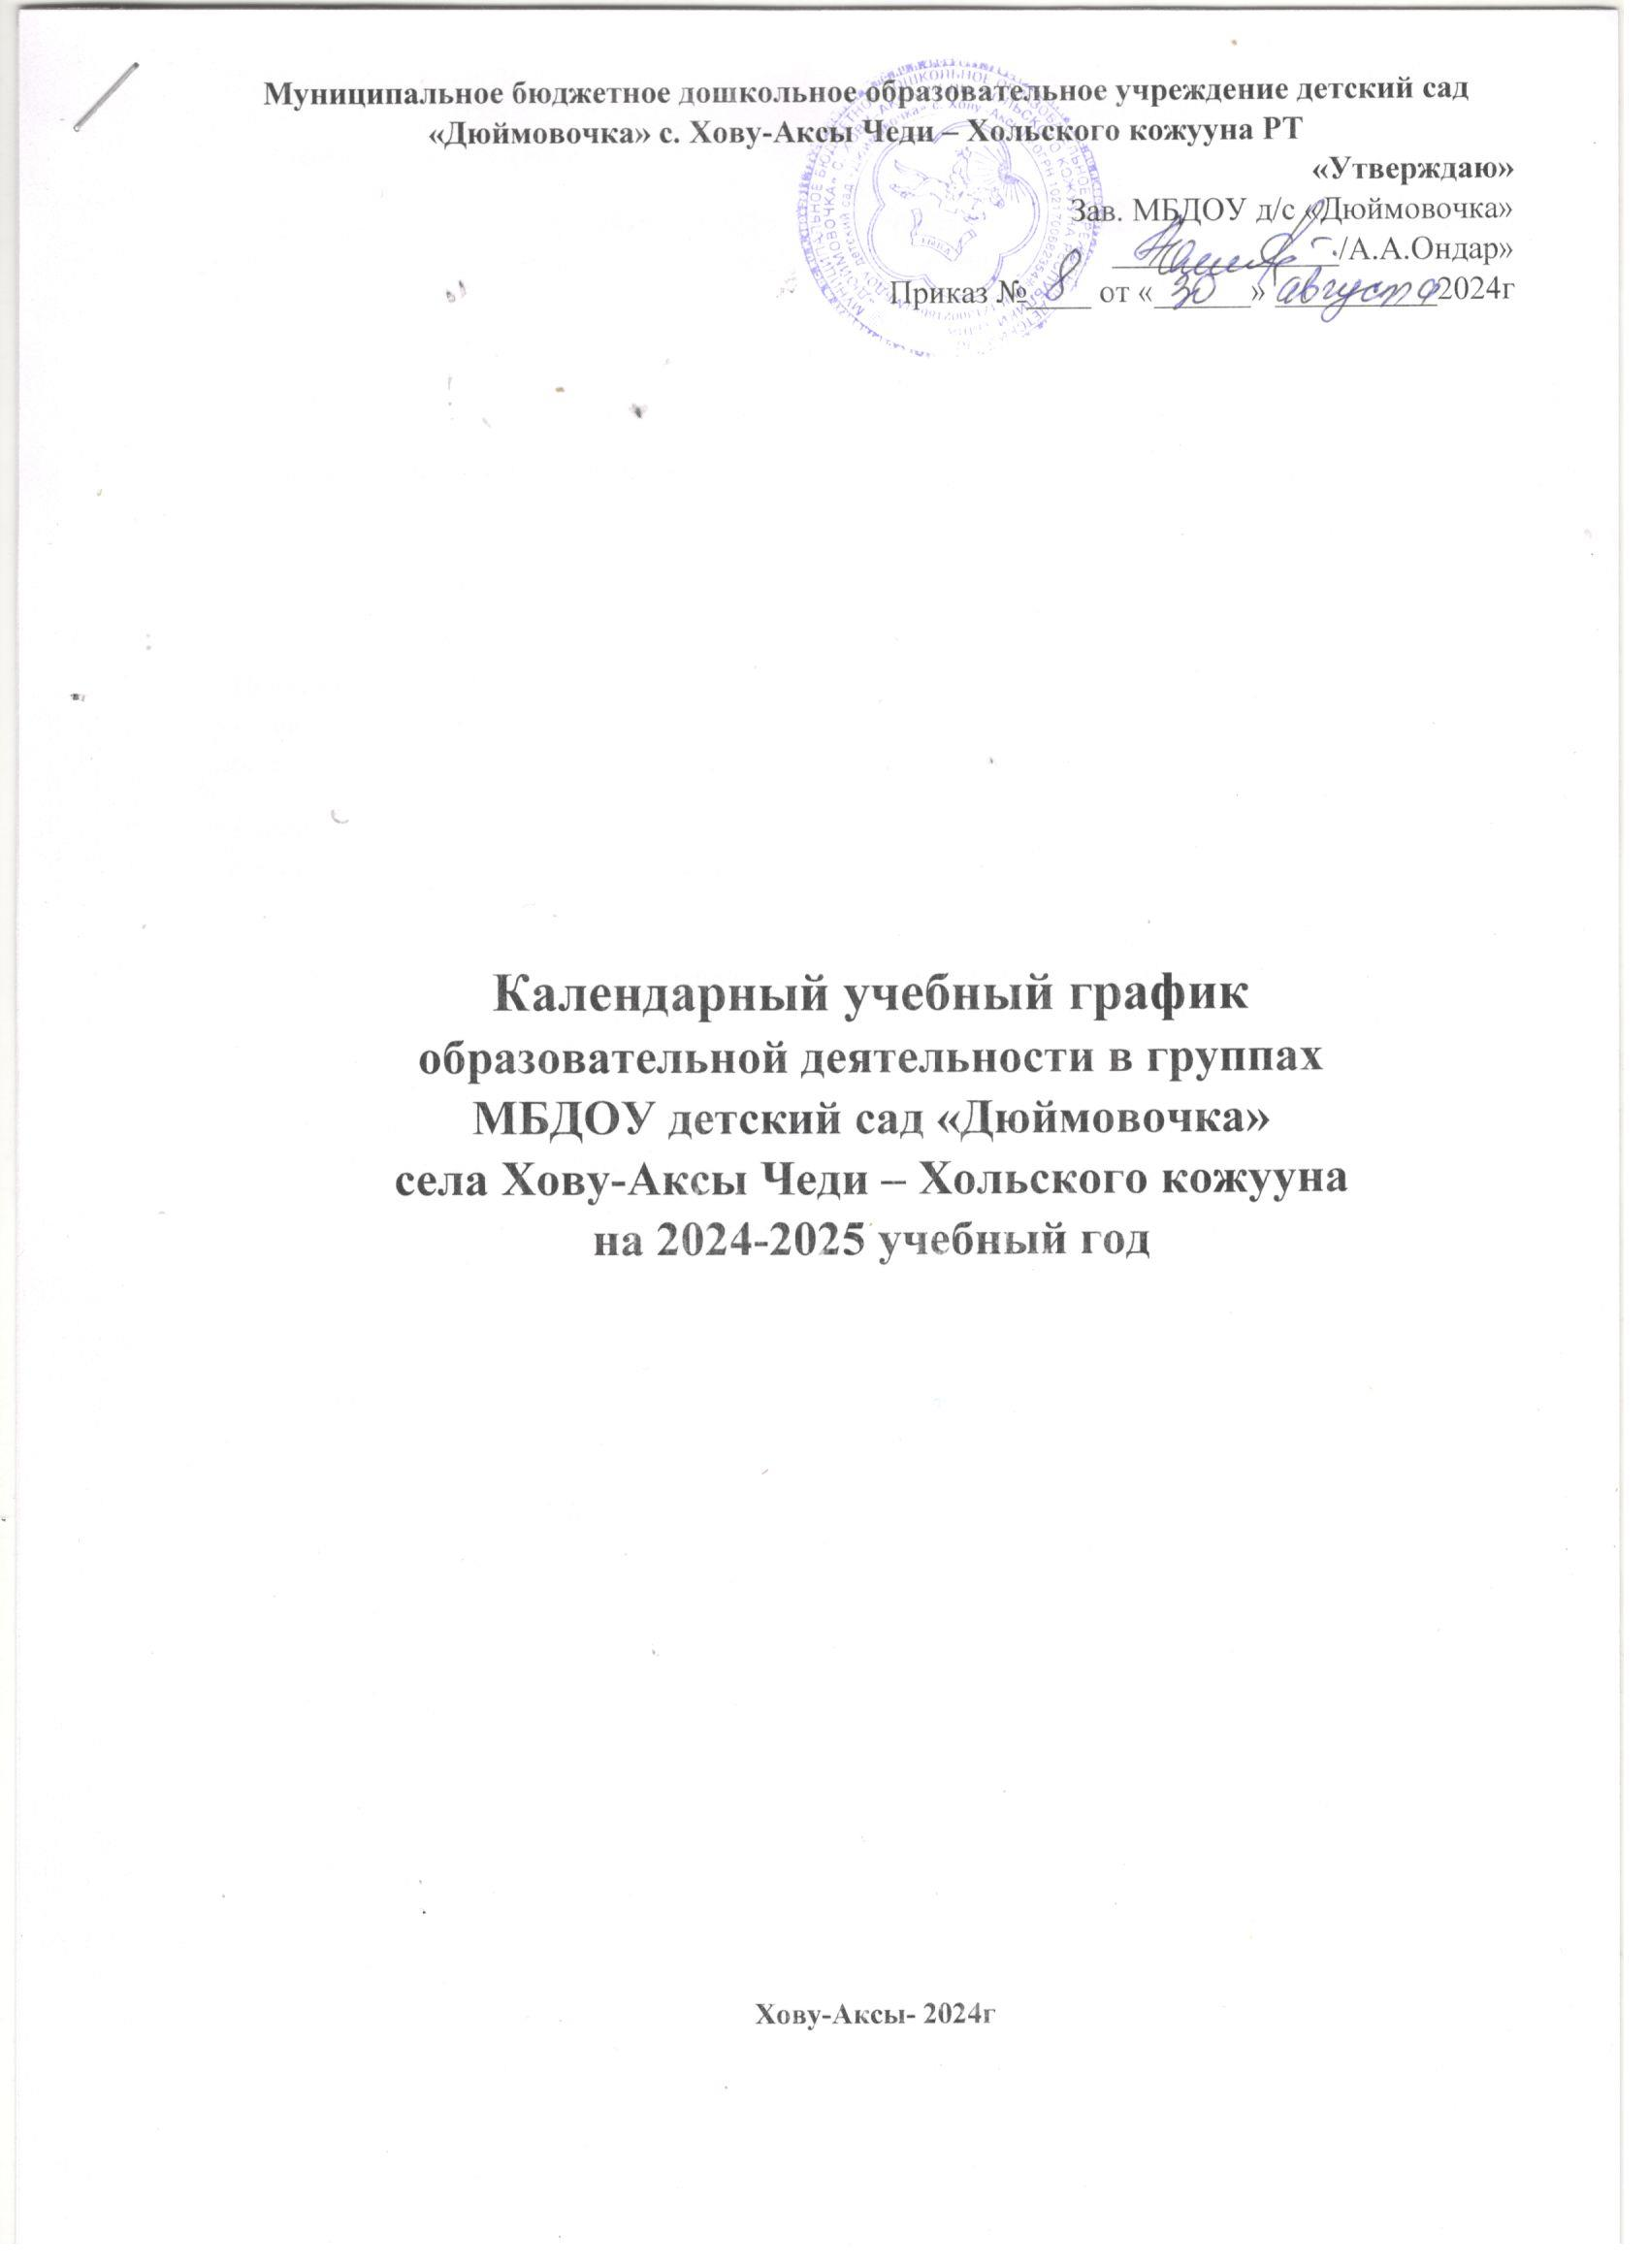 Муниципальное бюджетное дошкольное образовательное учреждение детский сад
«Дюймовочка» с. Хову-Аксы Чеди – Хольского кожууна РТ
«Утверждаю»
Зав. МБДОУ д/с «Дюймовочка»
/А.А.Ондар»
Приказ № 8 от « 30 » августа 2024г
Календарный учебный график
образовательной деятельности в группах
МБДОУ детский сад «Дюймовочка»
села Хову-Аксы Чеди – Хольского кожууна
на 2024-2025 учебный год
Хову-Аксы- 2024г